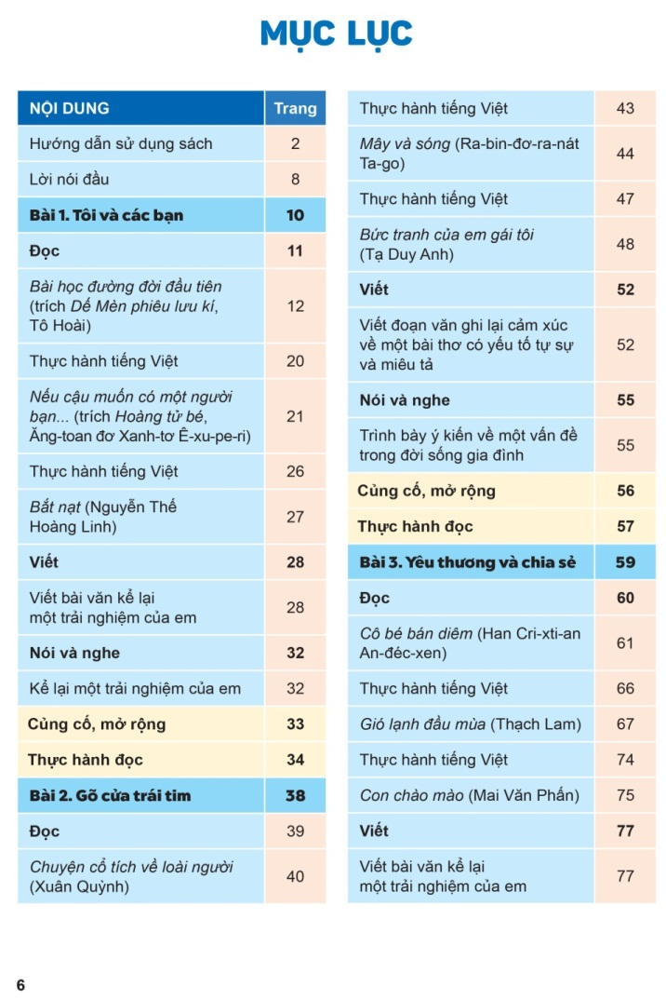 MỤC LỤC
NỘI DUNG Trang
Hướng dẫn sử dụng sách 2
Lời nói đầu 8
Bài 1. Tôi và các bạn 10
Đọc 11
Bài học đường đời đầu tiên
(trích Dế Mèn phiêu lưu kí,
Tô Hoài) 12
Thực hành tiếng Việt 20
Nếu cậu muốn có một người
bạn... (trích Hoàng tử bé,
Ăng-toan đơ Xanh-tơ Ê-xu-pe-ri) 21
Thực hành tiếng Việt 26
Bắt nạt (Nguyễn Thế
Hoàng Linh) 27
Viết 28
Viết bài văn kể lại
một trải nghiệm của em 28
Nói và nghe 32
Kể lại một trải nghiệm của em 32
Củng cố, mở rộng 33
Thực hành đọc 34
Bài 2. Gõ cửa trái tim 38
Đọc 39
Chuyện cổ tích về loài người
(Xuân Quỳnh) 40
Thực hành tiếng Việt 43
Mây và sóng (Ra-bin-đơ-ra-nát
Ta-go) 44
Thực hành tiếng Việt 47
Bức tranh của em gái tôi
(Tạ Duy Anh) 48
Viết 52
Viết đoạn văn ghi lại cảm xúc
về một bài thơ có yếu tố tự sự
và miêu tả 52
Nói và nghe 55
Trình bày ý kiến về một vấn đề
trong đời sống gia đình 55
Củng cố, mở rộng 56
Thực hành đọc 57
Bài 3. Yêu thương và chia sẻ 59
Đọc 60
Cô bé bán diêm (Han Cri-xti-an
An-đéc-xen) 61
Thực hành tiếng Việt 66
Gió lạnh đầu mùa (Thạch Lam) 67
Thực hành tiếng Việt 74
Con chào mào (Mai Văn Phấn) 75
Viết 77
Viết bài văn kể lại
một trải nghiệm của em 77
6